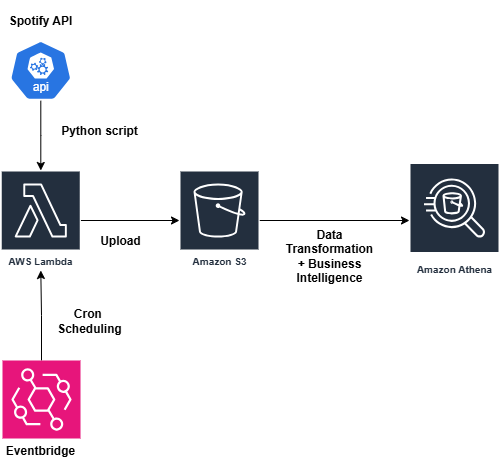 Spotify API
api
Python script
AWS Lambda
Upload
Amazon S3
Data
Transformation
+ Business
Intelligence
Amazon Athena
Cron
Scheduling
Eventbridge